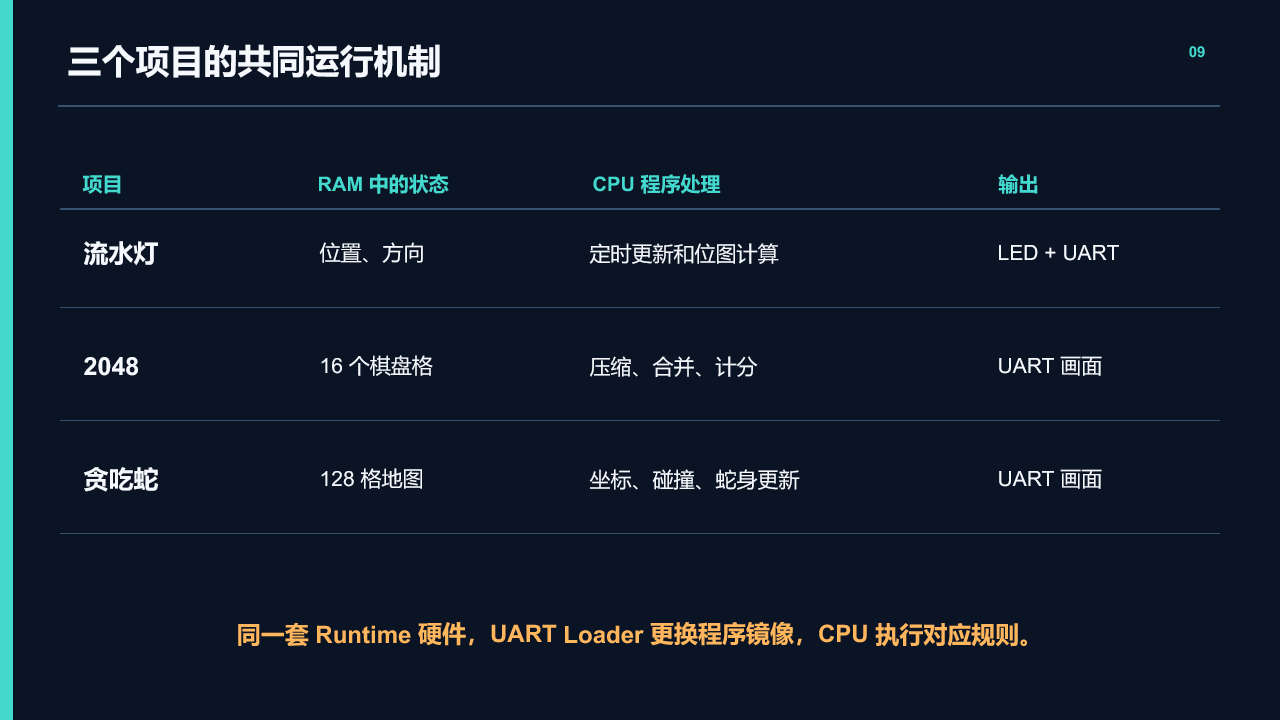 三个项目的共同运行机制
09
项目 RAM 中的状态 CPU 程序处理 输出
流水灯 位置、方向 定时更新和位图计算 LED + UART
2048 16 个棋盘格 压缩、合并、计分 UART 画面
贪吃蛇 128 格地图 坐标、碰撞、蛇身更新 UART 画面
同一套 Runtime 硬件，UART Loader 更换程序镜像，CPU 执行对应规则。